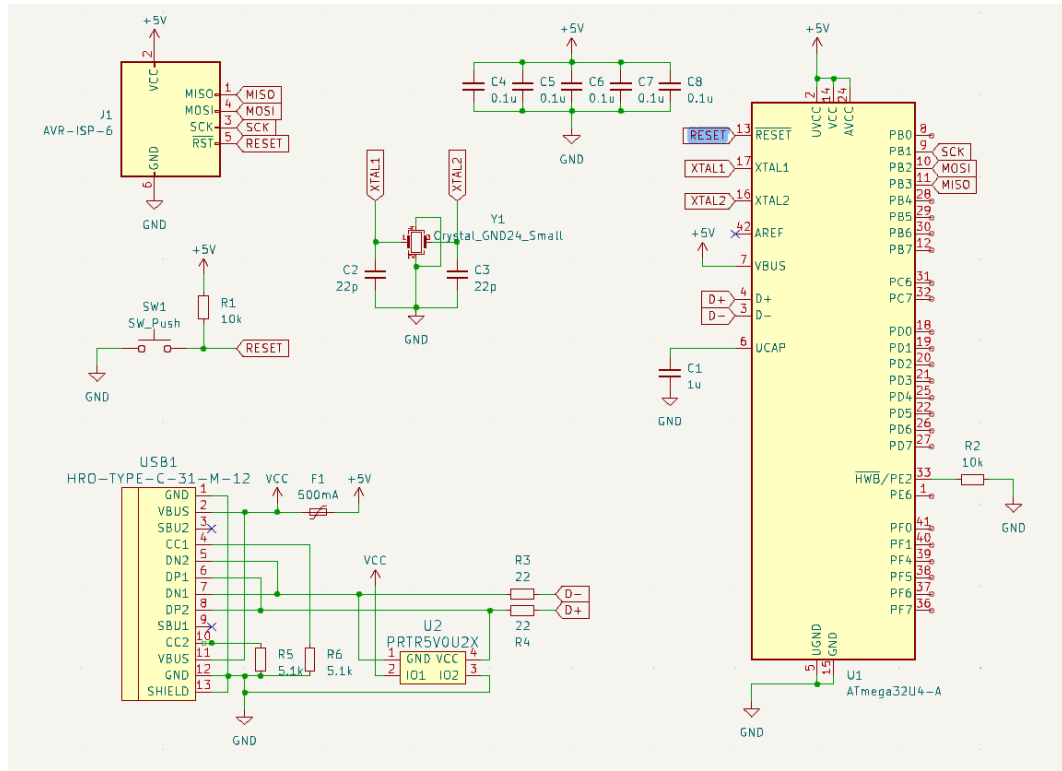 +5V
2
VCC
MISO 1 MISO
MOSI 4 MOSI
SCK 3 SCK
RST 5 RESET
J1
AVR-ISP-6
GND
6
GND
+5V
C4
0.1u
C5
0.1u
C6
0.1u
C7
0.1u
C8
0.1u
GND
XTAL1
XTAL2
Y1
Crystal_GND24_Small
C2
22p
C3
22p
GND
+5V
R1
10k
SW1
SW_Push
RESET
GND
+5V
2 14 24
UVCC VCC AVCC
RESET 13 RESET
XTAL1 17 XTAL1
XTAL2 16 XTAL2
42 AREF
+5V
7 VBUS
D+ 4 D+
D- 3 D-
6 UCAP
C1
1u
GND
PB0 8
PB1 9 SCK
PB2 10 MOSI
PB3 11 MISO
PB4 28
PB5 29
PB6 30
PB7 12
PC6 31
PC7 32
PD0 18
PD1 19
PD2 20
PD3 21
PD4 25
PD5 22
PD6 26
PD7 27
HWB/PE2 33
PE6 1
R2
10k
GND
PF0 41
PF1 40
PF4 39
PF5 38
PF6 37
PF7 36
UGND GND
5 15
U1
ATmega32U4-A
GND
USB1
HRO-TYPE-C-31-M-12
GND 1
VBUS 2
SBU2 3
CC1 4
DN2 5
DP1 6
DN1 7
DP2 8
SBU1 9
CC2 10
VBUS 11
GND 12
SHIELD 13
VCC
F1
500mA
+5V
VCC
R3
22
D-
D+
22
R4
U2
PRTR5V0U2X
1 GND VCC 4
2 IO1 IO2 3
R5
5.1k
R6
5.1k
GND